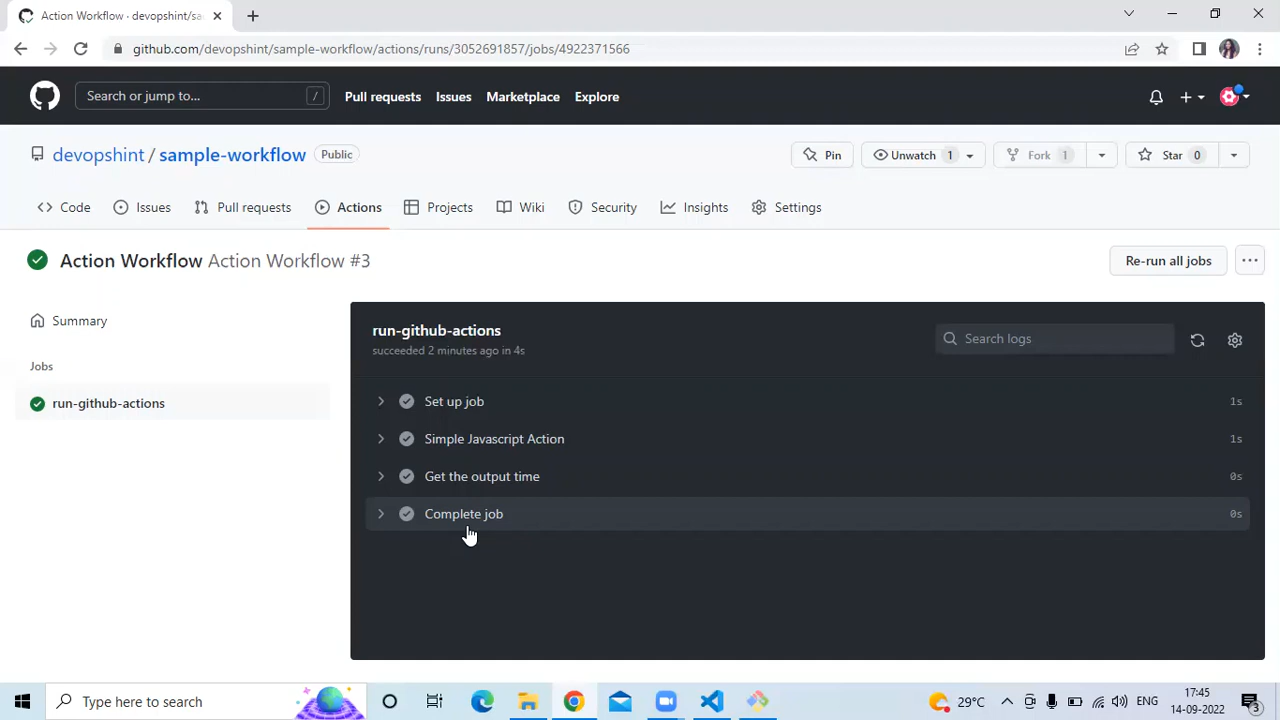 Action Workflow · devopshint/sa
github.com/devopshint/sample-workflow/actions/runs/3052691857/jobs/4922371566
Search or jump to... /
Pull requests Issues Marketplace Explore
devopshint / sample-workflow Public
Pin Unwatch 1 Fork 1 Star 0
Code Issues Pull requests Actions Projects Wiki Security Insights Settings
Action Workflow Action Workflow #3
Re-run all jobs
Summary
Jobs
run-github-actions
run-github-actions
succeeded 2 minutes ago in 4s
Search logs
Set up job 1s
Simple Javascript Action 1s
Get the output time 0s
Complete job 0s
Type here to search
29°C
ENG
17:45
14-09-2022
3